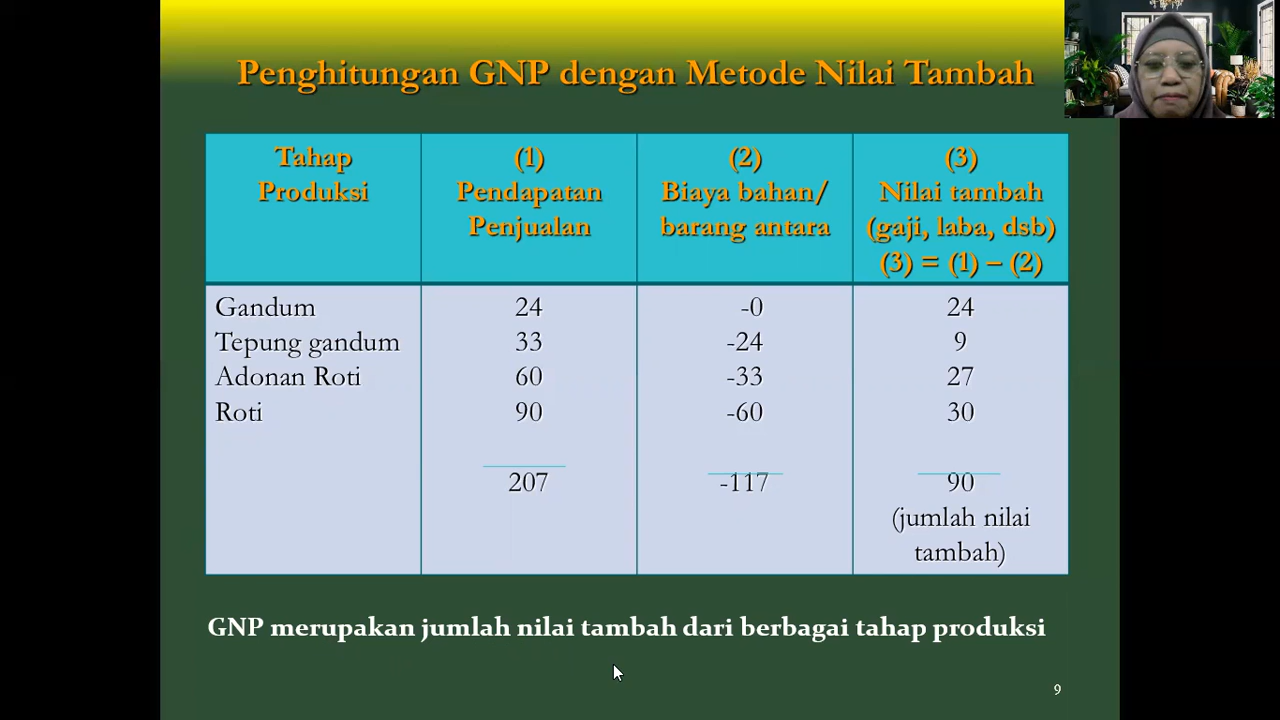 Penghitungan GNP dengan Metode Nilai Tambah
Tahap Produksi | (1) Pendapatan Penjualan | (2) Biaya bahan/ barang antara | (3) Nilai tambah (gaji, laba, dsb) (3) = (1) – (2)
Gandum 24 -0 24
Tepung gandum 33 -24 9
Adonan Roti 60 -33 27
Roti 90 -60 30
207 -117 90
(jumlah nilai
tambah)
GNP merupakan jumlah nilai tambah dari berbagai tahap produksi
9